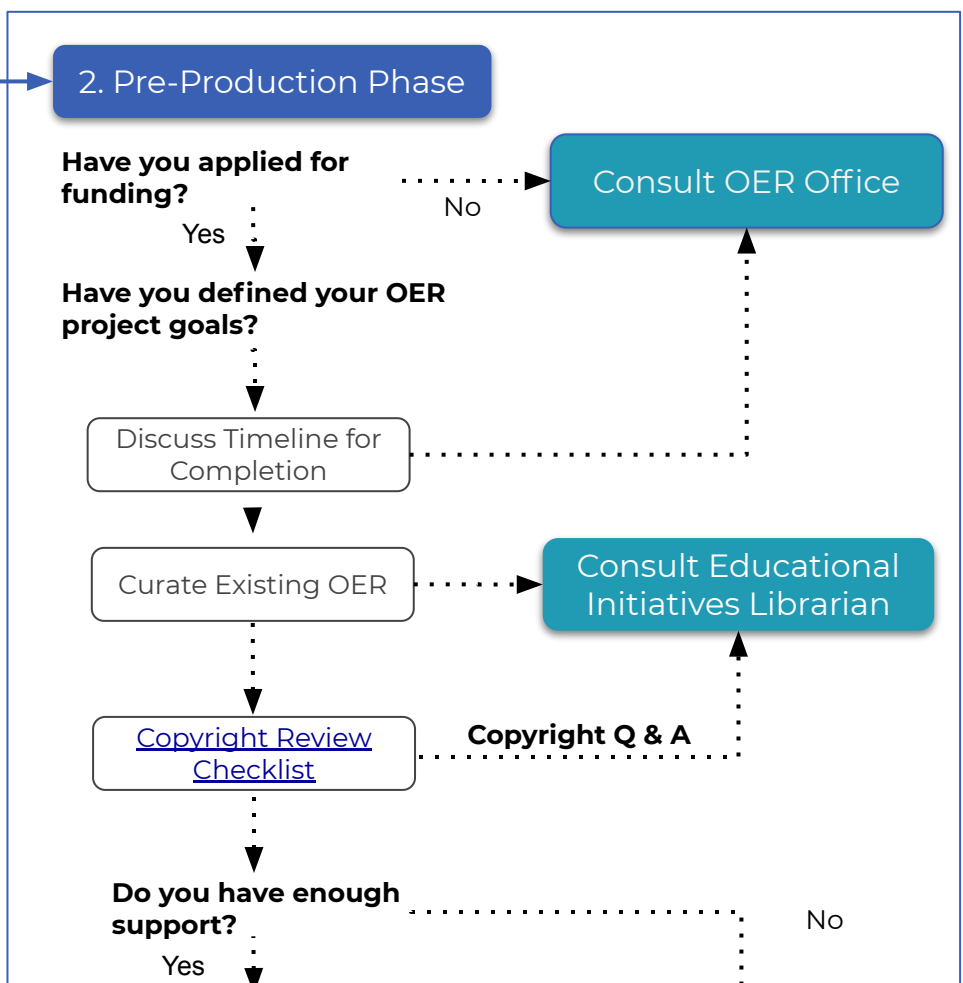 2. Pre-Production Phase
Have you applied for
funding?
Consult OER Office
No
Yes
Have you defined your OER
project goals?
Discuss Timeline for
Completion
Curate Existing OER
Consult Educational
Initiatives Librarian
Copyright Review
Checklist
Copyright Q & A
Do you have enough
support?
No
Yes